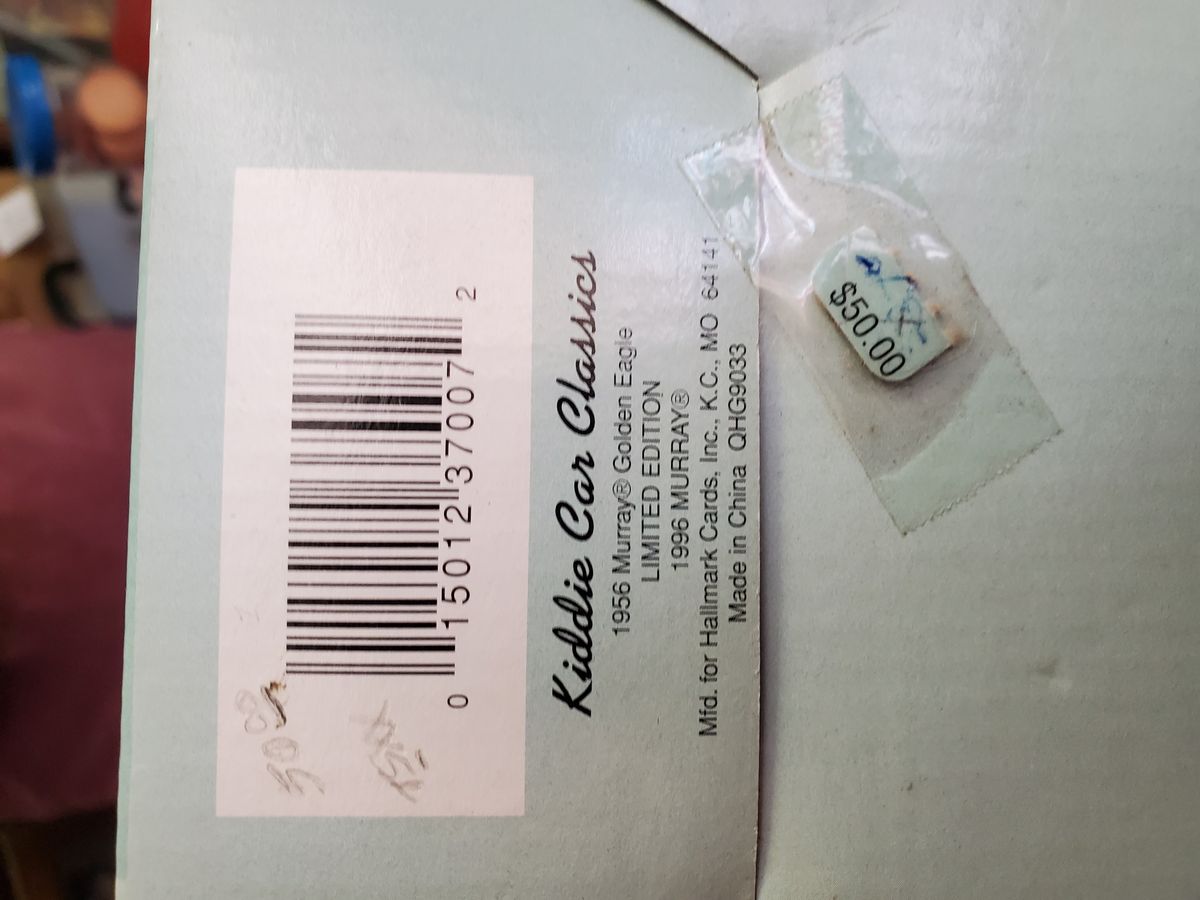 0 15012 37007 2
Kiddie Car Classics
1956 Murray® Golden Eagle
LIMITED EDITION
1996 MURRAY®
Mfd. for Hallmark Cards, Inc., K.C., MO 64141
Made in China QHG9033
$50.00